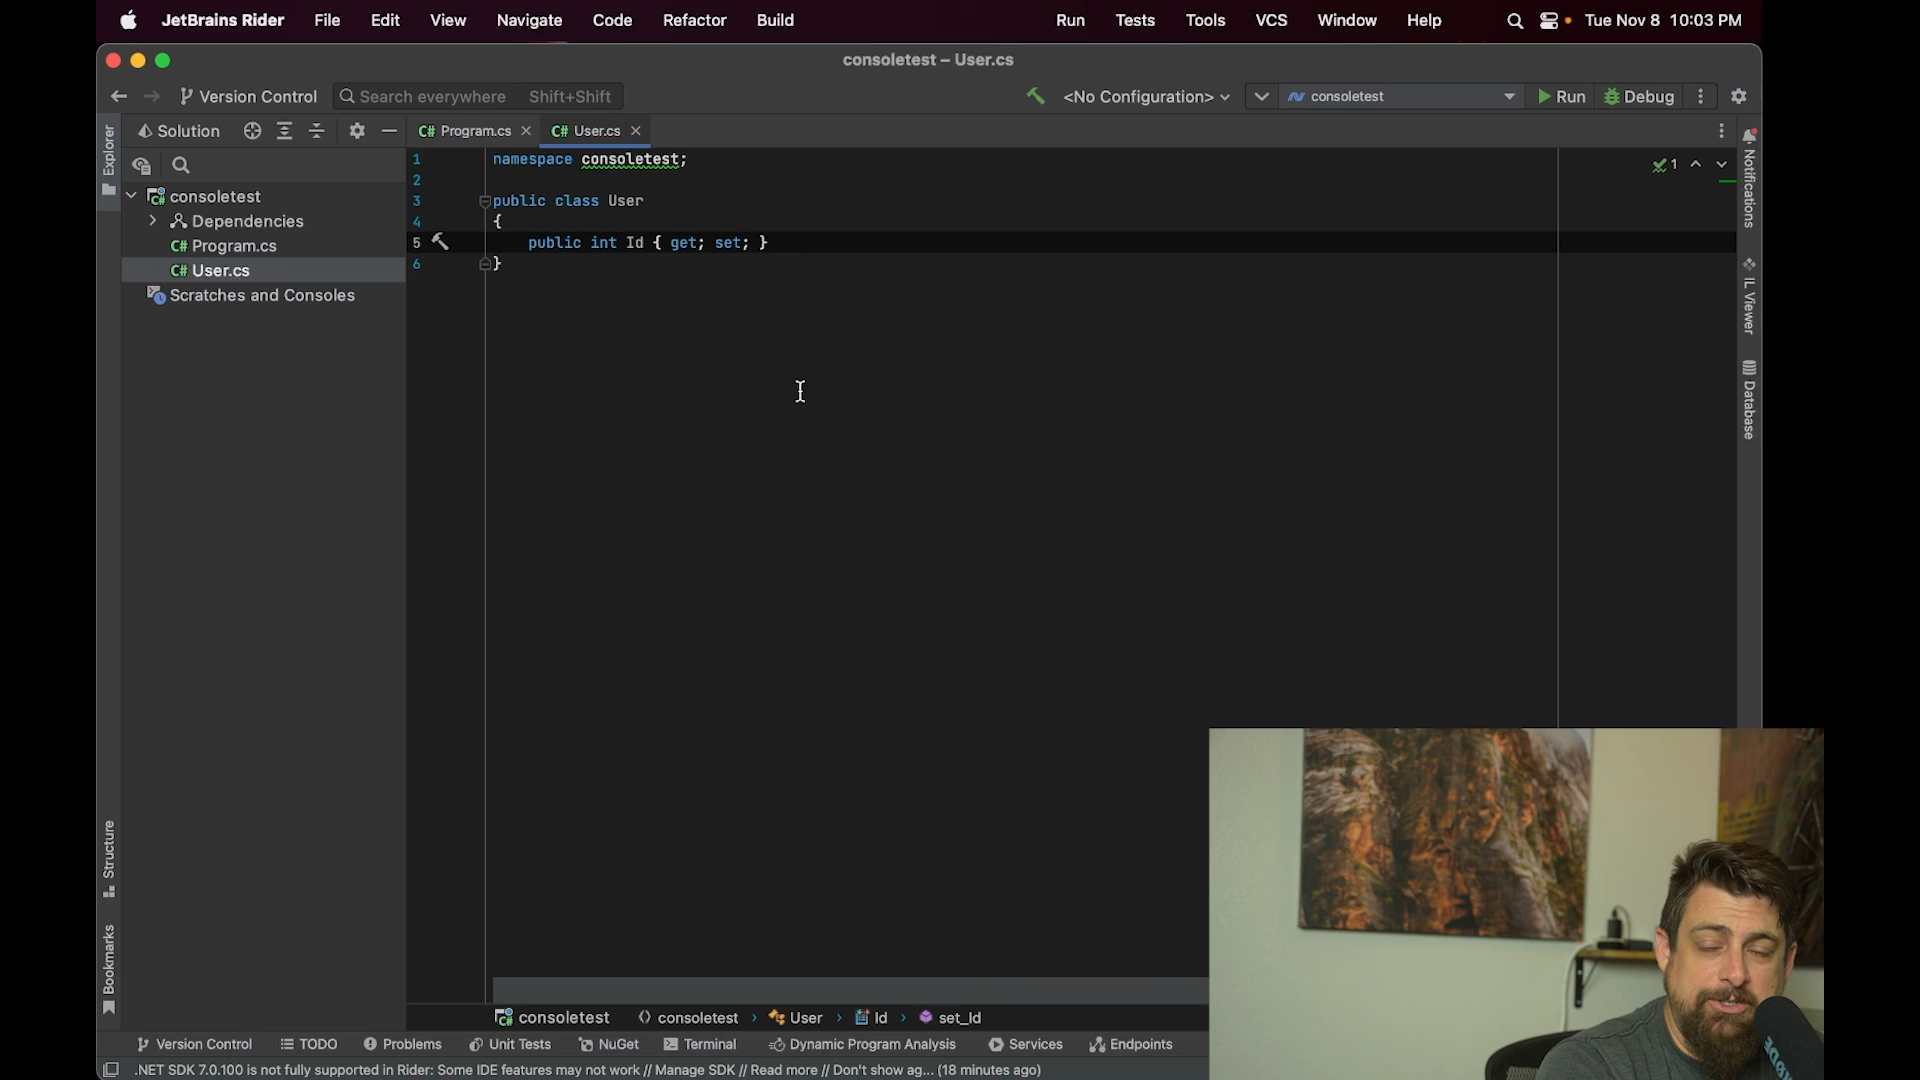 JetBrains Rider File Edit View Navigate Code Refactor Build Run Tests Tools VCS Window Help Tue Nov 8 10:03 PM
consoletest – User.cs
Version Control Search everywhere Shift+Shift <No Configuration> consoletest Run Debug
Explorer
Solution
C# Program.cs
C# User.cs
consoletest
Dependencies
C# Program.cs
C# User.cs
Scratches and Consoles
1 namespace consoletest;
2
3 public class User
4 {
5 public int Id { get; set; }
6 }
1
Notifications
IL Viewer
Database
Structure
Bookmarks
consoletest consoletest User Id set_Id
Version Control TODO Problems Unit Tests NuGet Terminal Dynamic Program Analysis Services Endpoints
.NET SDK 7.0.100 is not fully supported in Rider: Some IDE features may not work // Manage SDK // Read more // Don't show ag... (18 minutes ago)